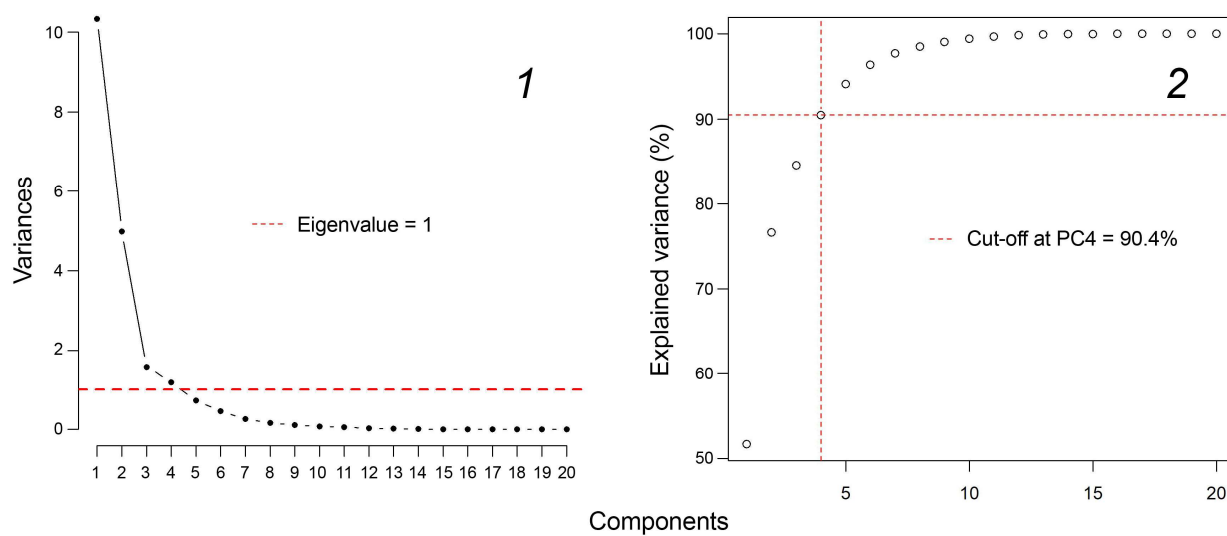 10
8
6
4
2
0
Variances
1
Eigenvalue = 1
1 2 3 4 5 6 7 8 9 10 11 12 13 14 15 16 17 18 19 20
100
90
80
70
60
50
Explained variance (%)
2
Cut-off at PC4 = 90.4%
5 10 15 20
Components